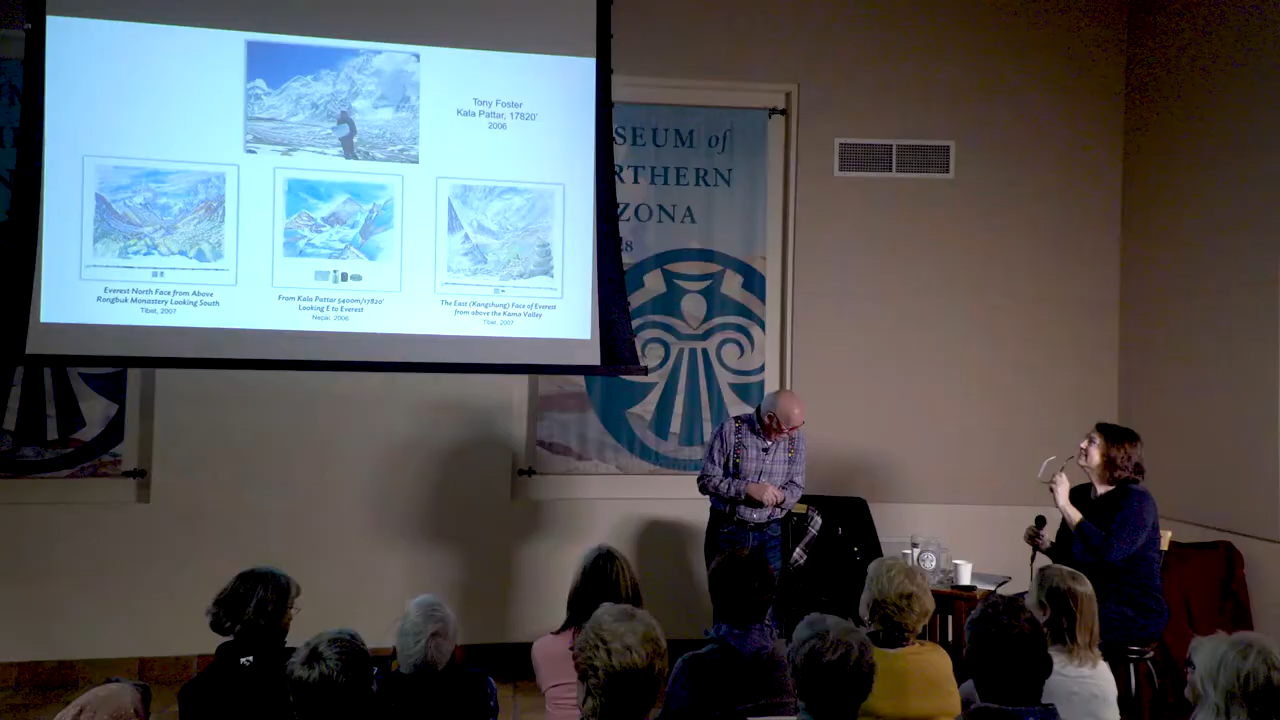 Tony Foster
Kala Pattar, 17820'
2006
Everest North Face from Above
Rongbuk Monastery Looking South
Tibet, 2007
From Kala Pattar 5400m/17820'
Looking E to Everest
Nepal, 2006
The East (Kangshung) Face of Everest
from above the Kama Valley
Tibet, 2007
SEUM of
RTHERN
ZONA